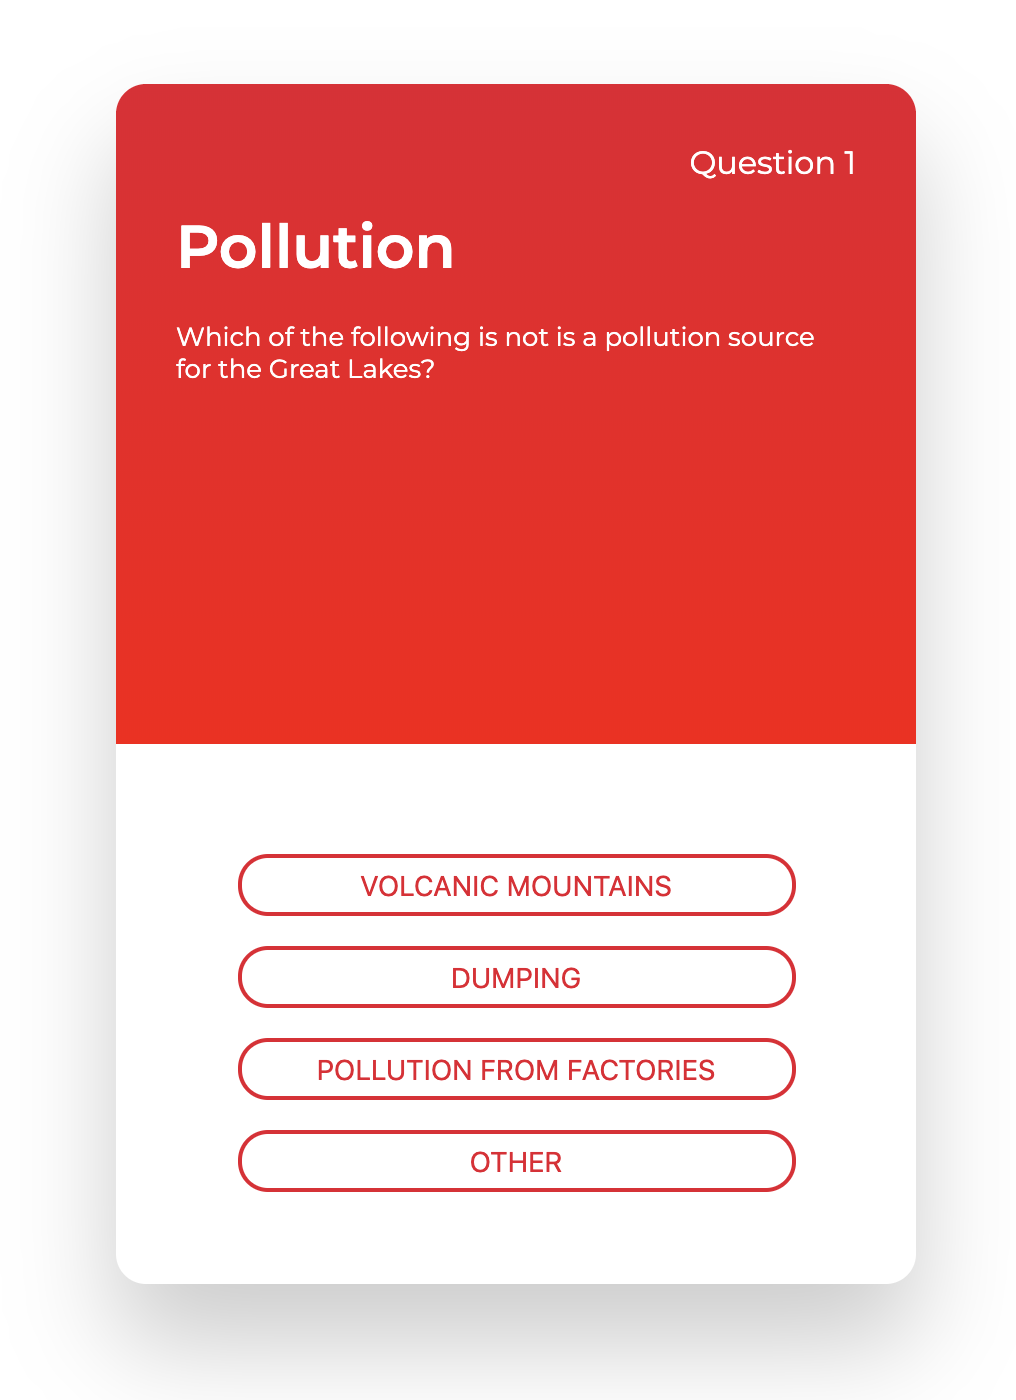 Question 1
Pollution
Which of the following is not is a pollution source
for the Great Lakes?
VOLCANIC MOUNTAINS
DUMPING
POLLUTION FROM FACTORIES
OTHER